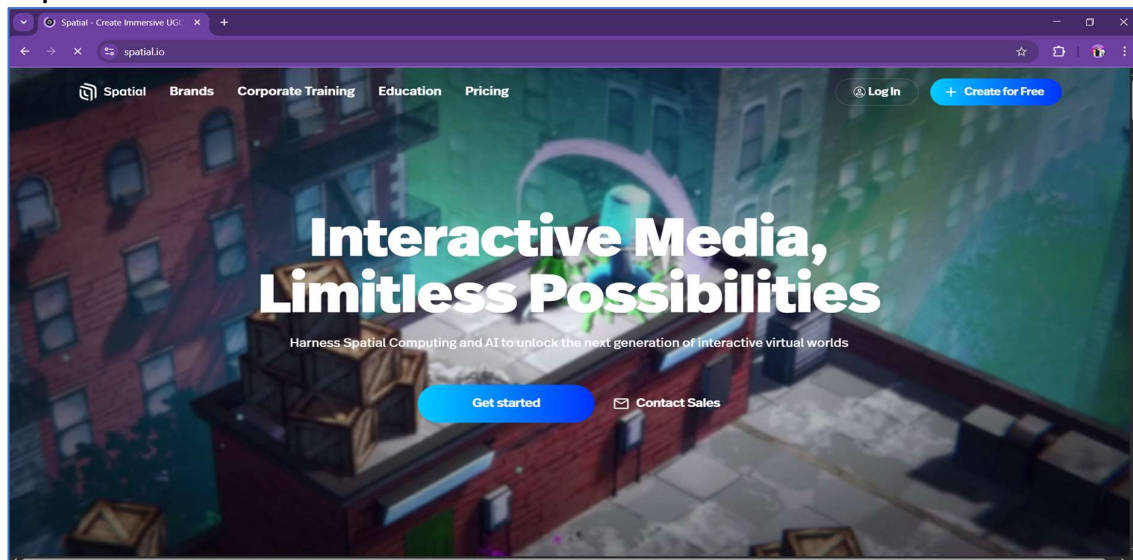 Spatial - Create Immersive UGC
spatial.io
Spatial Brands Corporate Training Education Pricing Log In + Create for Free
Interactive Media,
Limitless Possibilities
Harness Spatial Computing and AI to unlock the next generation of interactive virtual worlds
Get started Contact Sales